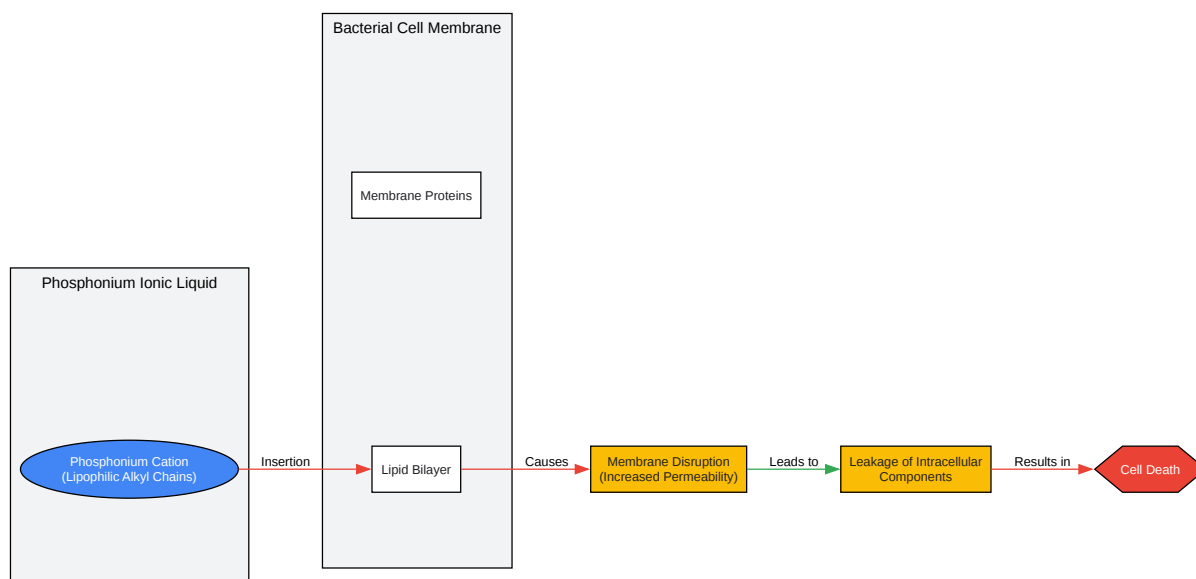 Bacterial Cell Membrane
Membrane Proteins
Phosphonium Ionic Liquid
Phosphonium Cation
(Lipophilic Alkyl Chains)
Insertion
Lipid Bilayer
Causes
Membrane Disruption
(Increased Permeability)
Leads to
Leakage of Intracellular
Components
Results in
Cell Death